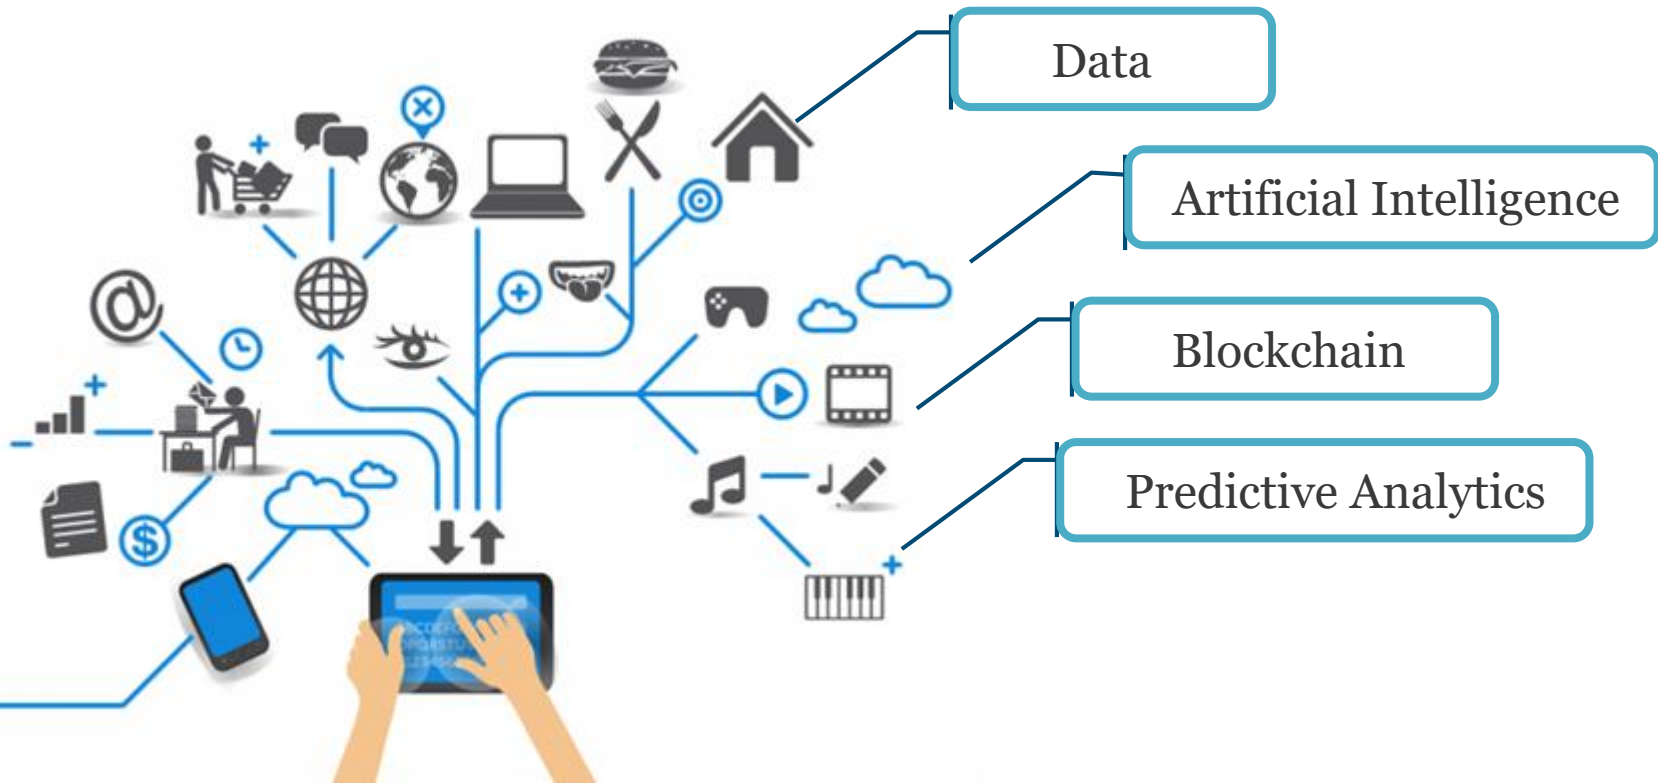 Data
Artificial Intelligence
Blockchain
Predictive Analytics
@
$